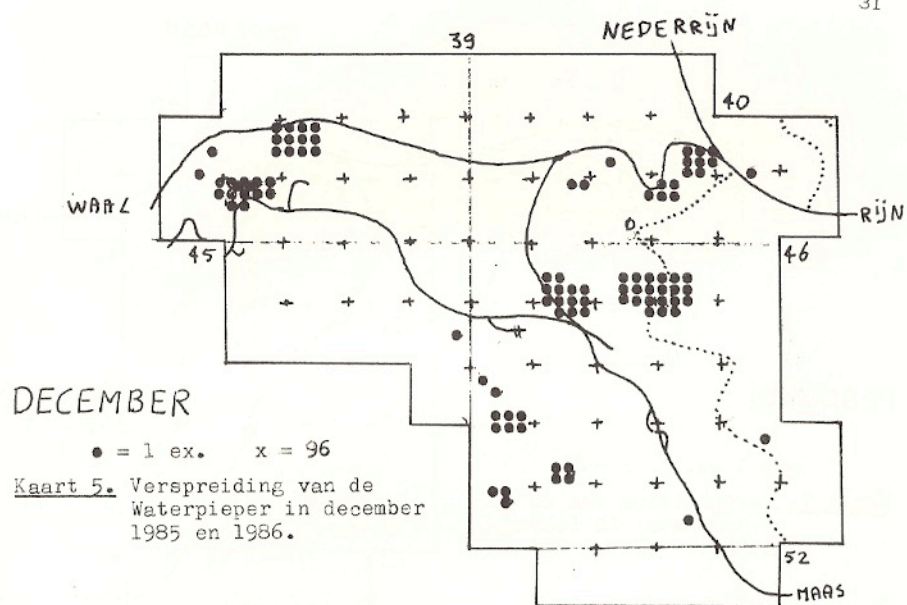 31
NEDERRIJN
39
40
WAAL
RIJN
45
46
DECEMBER
• = 1 ex. x = 96
Kaart 5. Verspreiding van de
Waterpieper in december
1985 en 1986.
52
MAAS